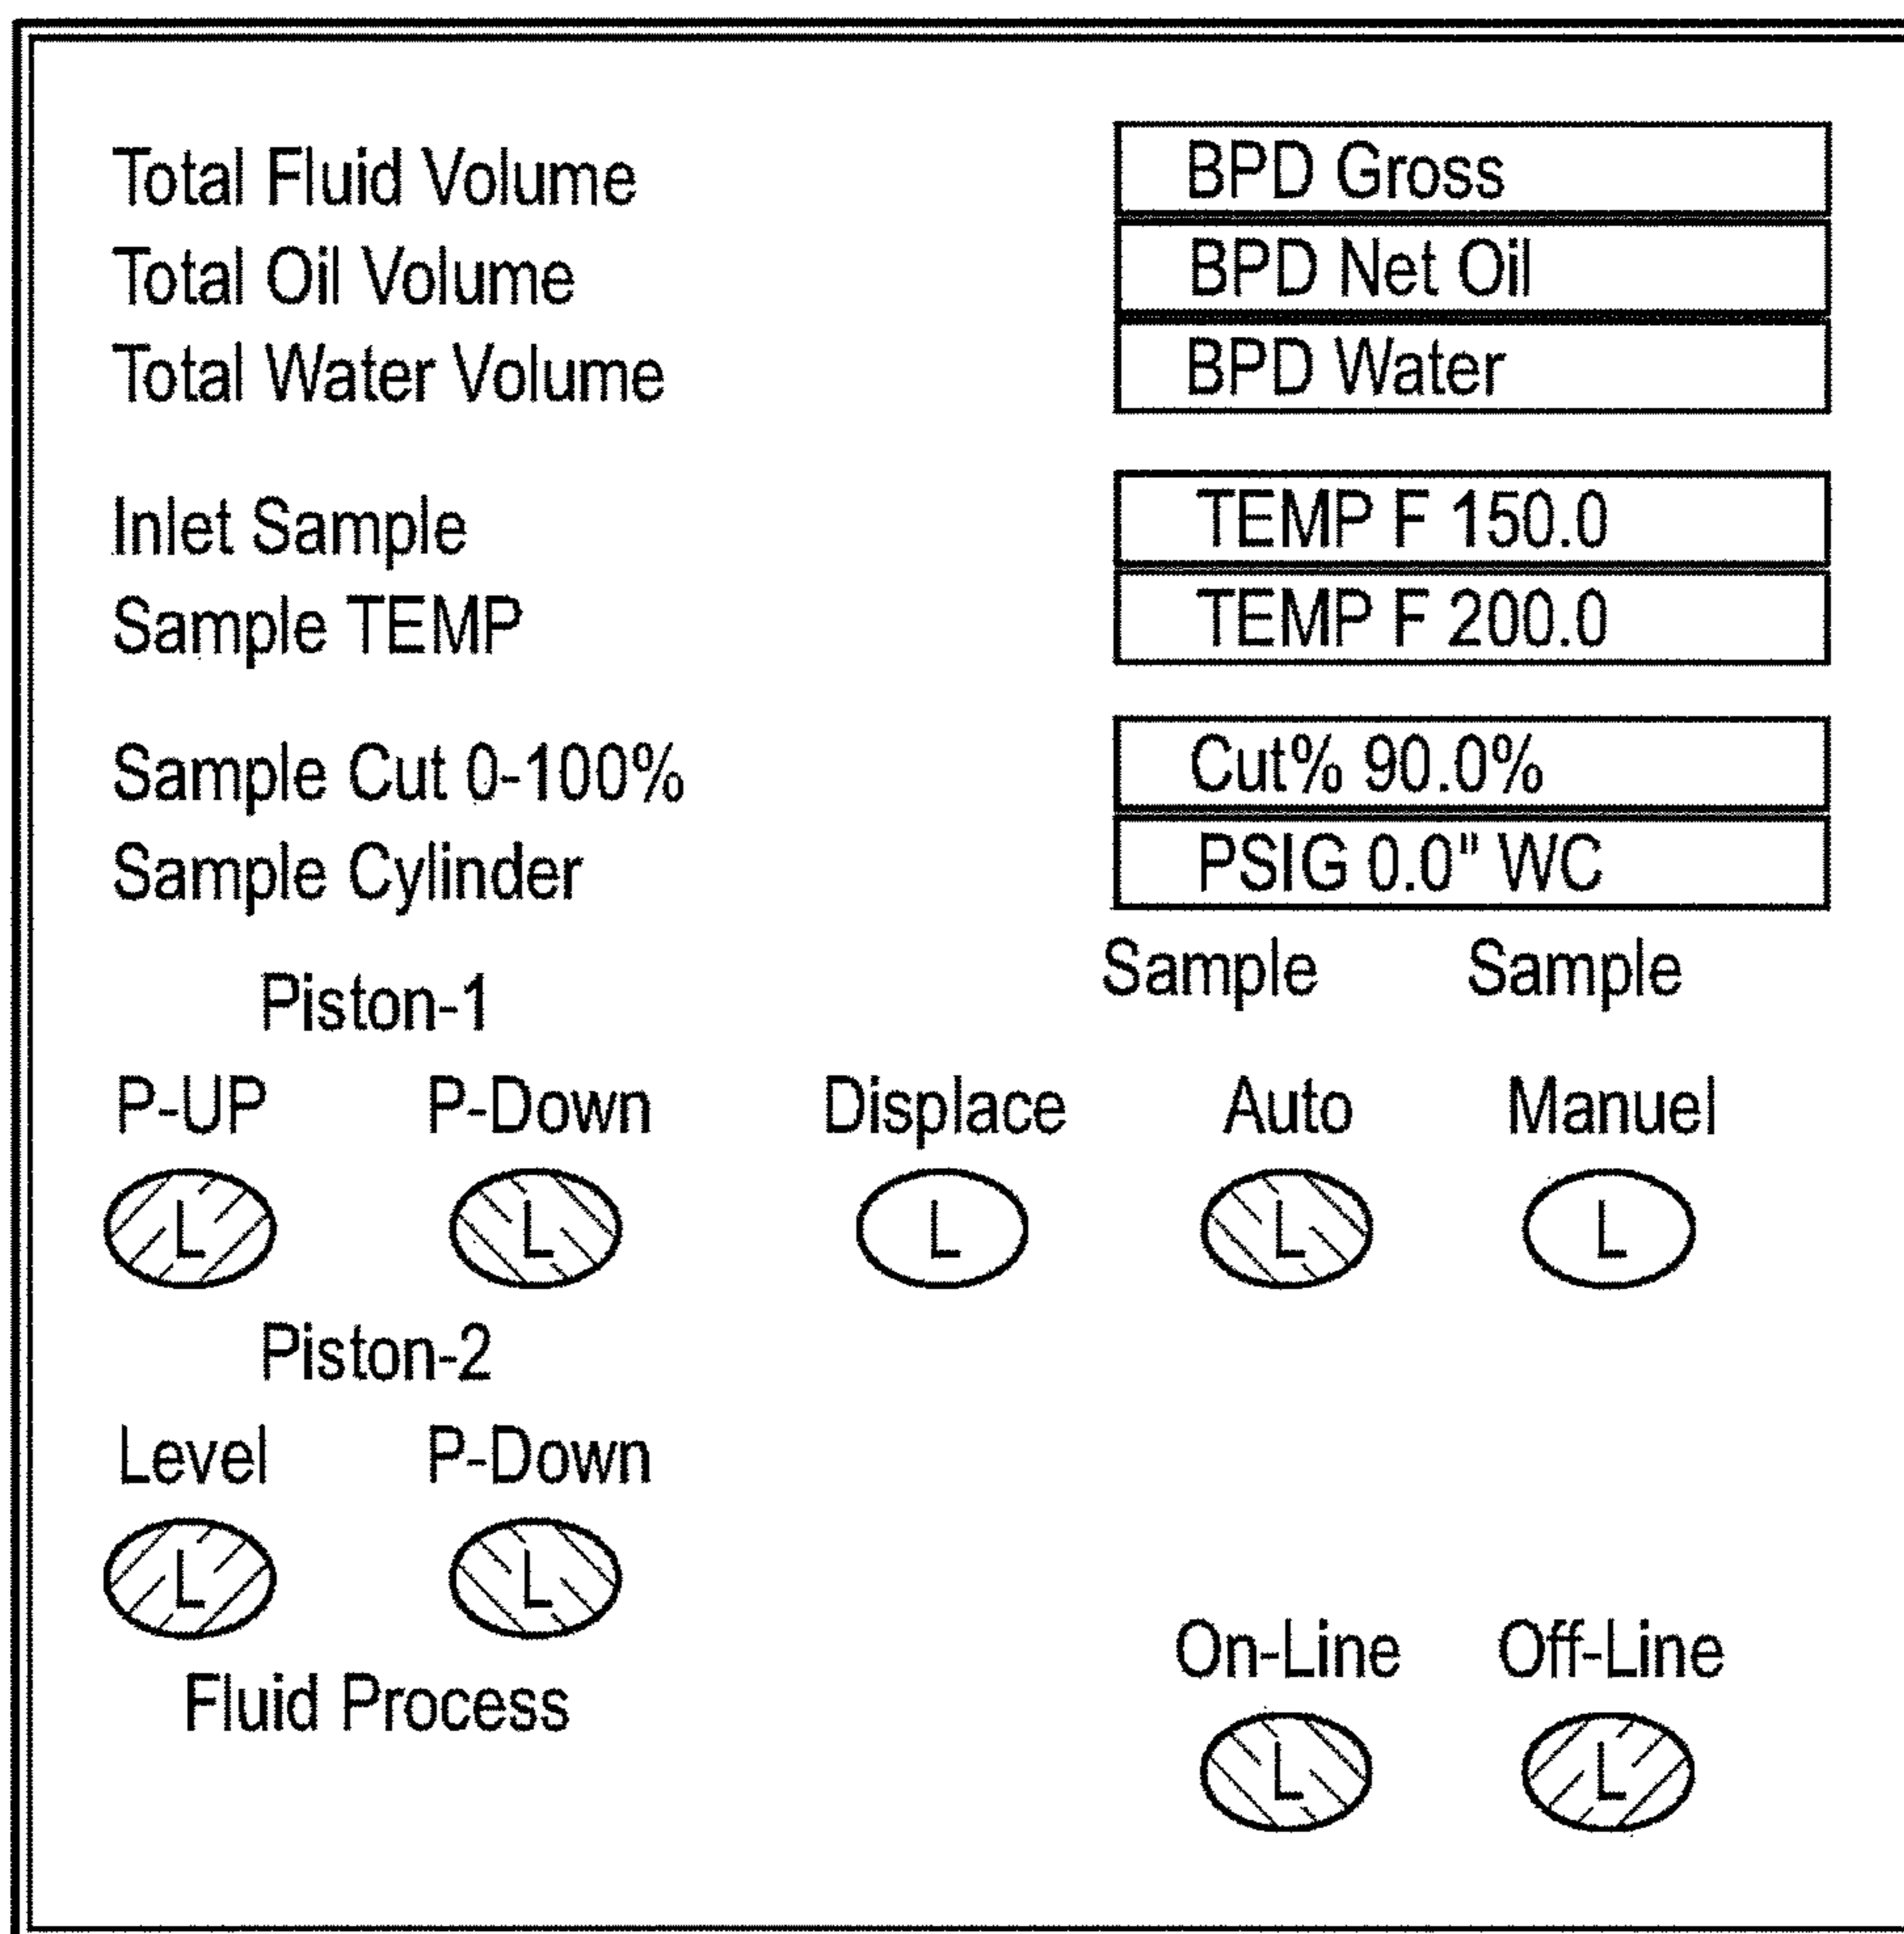 Total Fluid Volume BPD Gross
Total Oil Volume BPD Net Oil
Total Water Volume BPD Water
Inlet Sample TEMP F 150.0
Sample TEMP TEMP F 200.0
Sample Cut 0-100% Cut% 90.0%
Sample Cylinder PSIG 0.0" WC
Sample Sample
Piston-1
P-UP P-Down Displace Auto Manuel
L L L L L
Piston-2
Level P-Down
L L
On-Line Off-Line
Fluid Process
L L